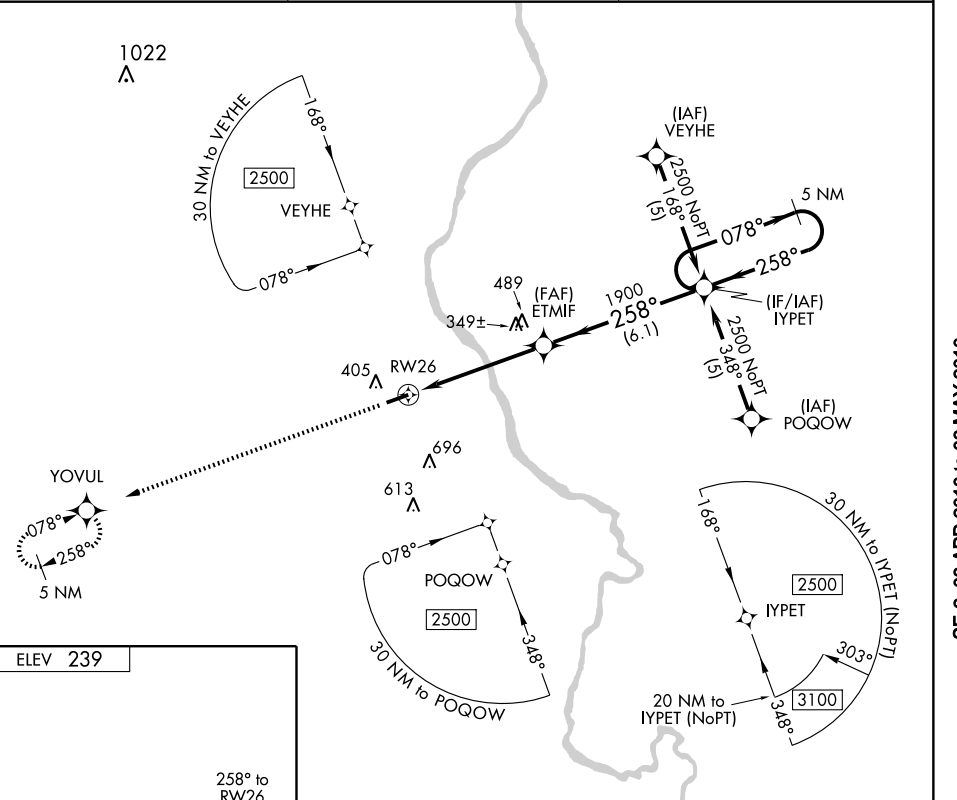 1022
30 NM to VEYHE
168°
2500
VEYHE
078°
(IAF)
VEYHE
2500 NoPT
168°
(5)
5 NM
078°
258°
(IF/IAF)
IYPET
489
349±
(FAF)
ETMIF
1900
258°
(6.1)
2500 NoPT
348°
(5)
(IAF)
POQOW
405
RW26
696
613
YOVUL
078°
258°
5 NM
078°
POQOW
2500
348°
30 NM to POQOW
168°
30 NM to IYPET (NoPT)
2500
IYPET
303°
20 NM to
IYPET (NoPT)
3100
348°
ELEV 239
258° to
RW26